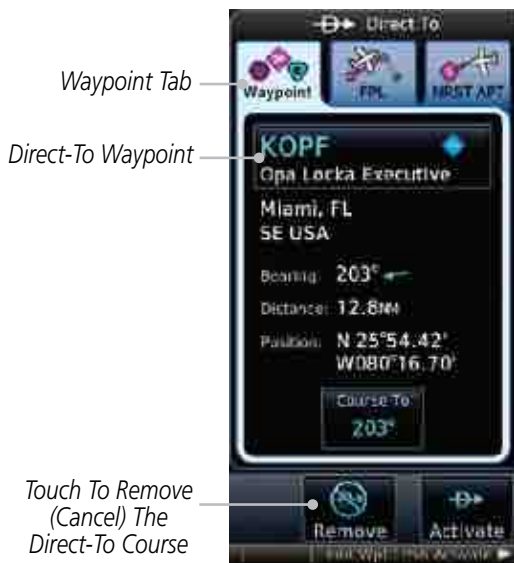 Direct To
Waypoint Tab
Waypoint
FPL
NRST APT
Direct-To Waypoint
KOPF
Opa Locka Executive
Miami, FL
SE USA
Bearing: 203°
Distance: 12.8NM
Position: N 25°54.42'
W080°16.70'
Course To
203°
Touch To Remove
(Cancel) The
Direct-To Course
Remove
Activate